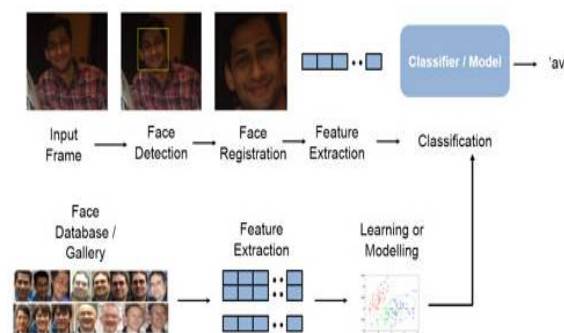 Classifier / Model
'av
Input
Frame
Face
Detection
Face
Registration
Feature
Extraction
Classification
Face
Database /
Gallery
Feature
Extraction
Learning or
Modelling